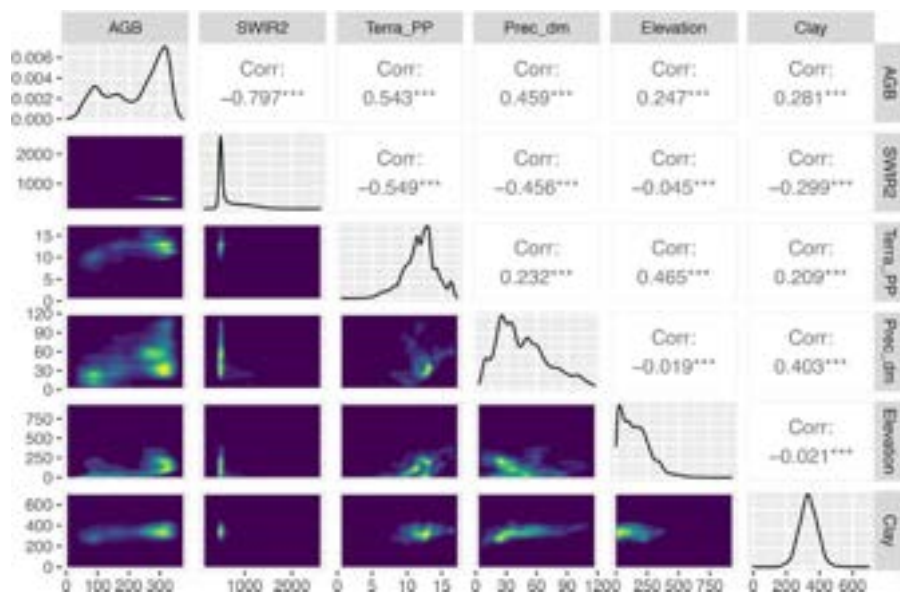 AGB SWIR2 Terra_PP Prec_dm Elevation Clay
0.006
0.004
0.002
0.000
Corr: Corr: Corr: Corr: Corr:
-0.797*** 0.543*** 0.459*** 0.247*** 0.281***
AGB
2000
1000
Corr: Corr: Corr: Corr:
-0.549*** -0.456*** -0.045*** -0.299***
SWIR2
15
10
5
0
Corr: Corr: Corr:
0.232*** 0.465*** 0.209***
Terra_PP
120
90
60
30
0
Corr: Corr:
-0.019*** 0.403***
Prec_dm
750
500
250
0
Corr:
-0.021***
Elevation
600
400
200
0
Clay
0 100 200 300 1000 2000 0 5 10 15 0 30 60 90 120 250 500 750 0 200 400 600